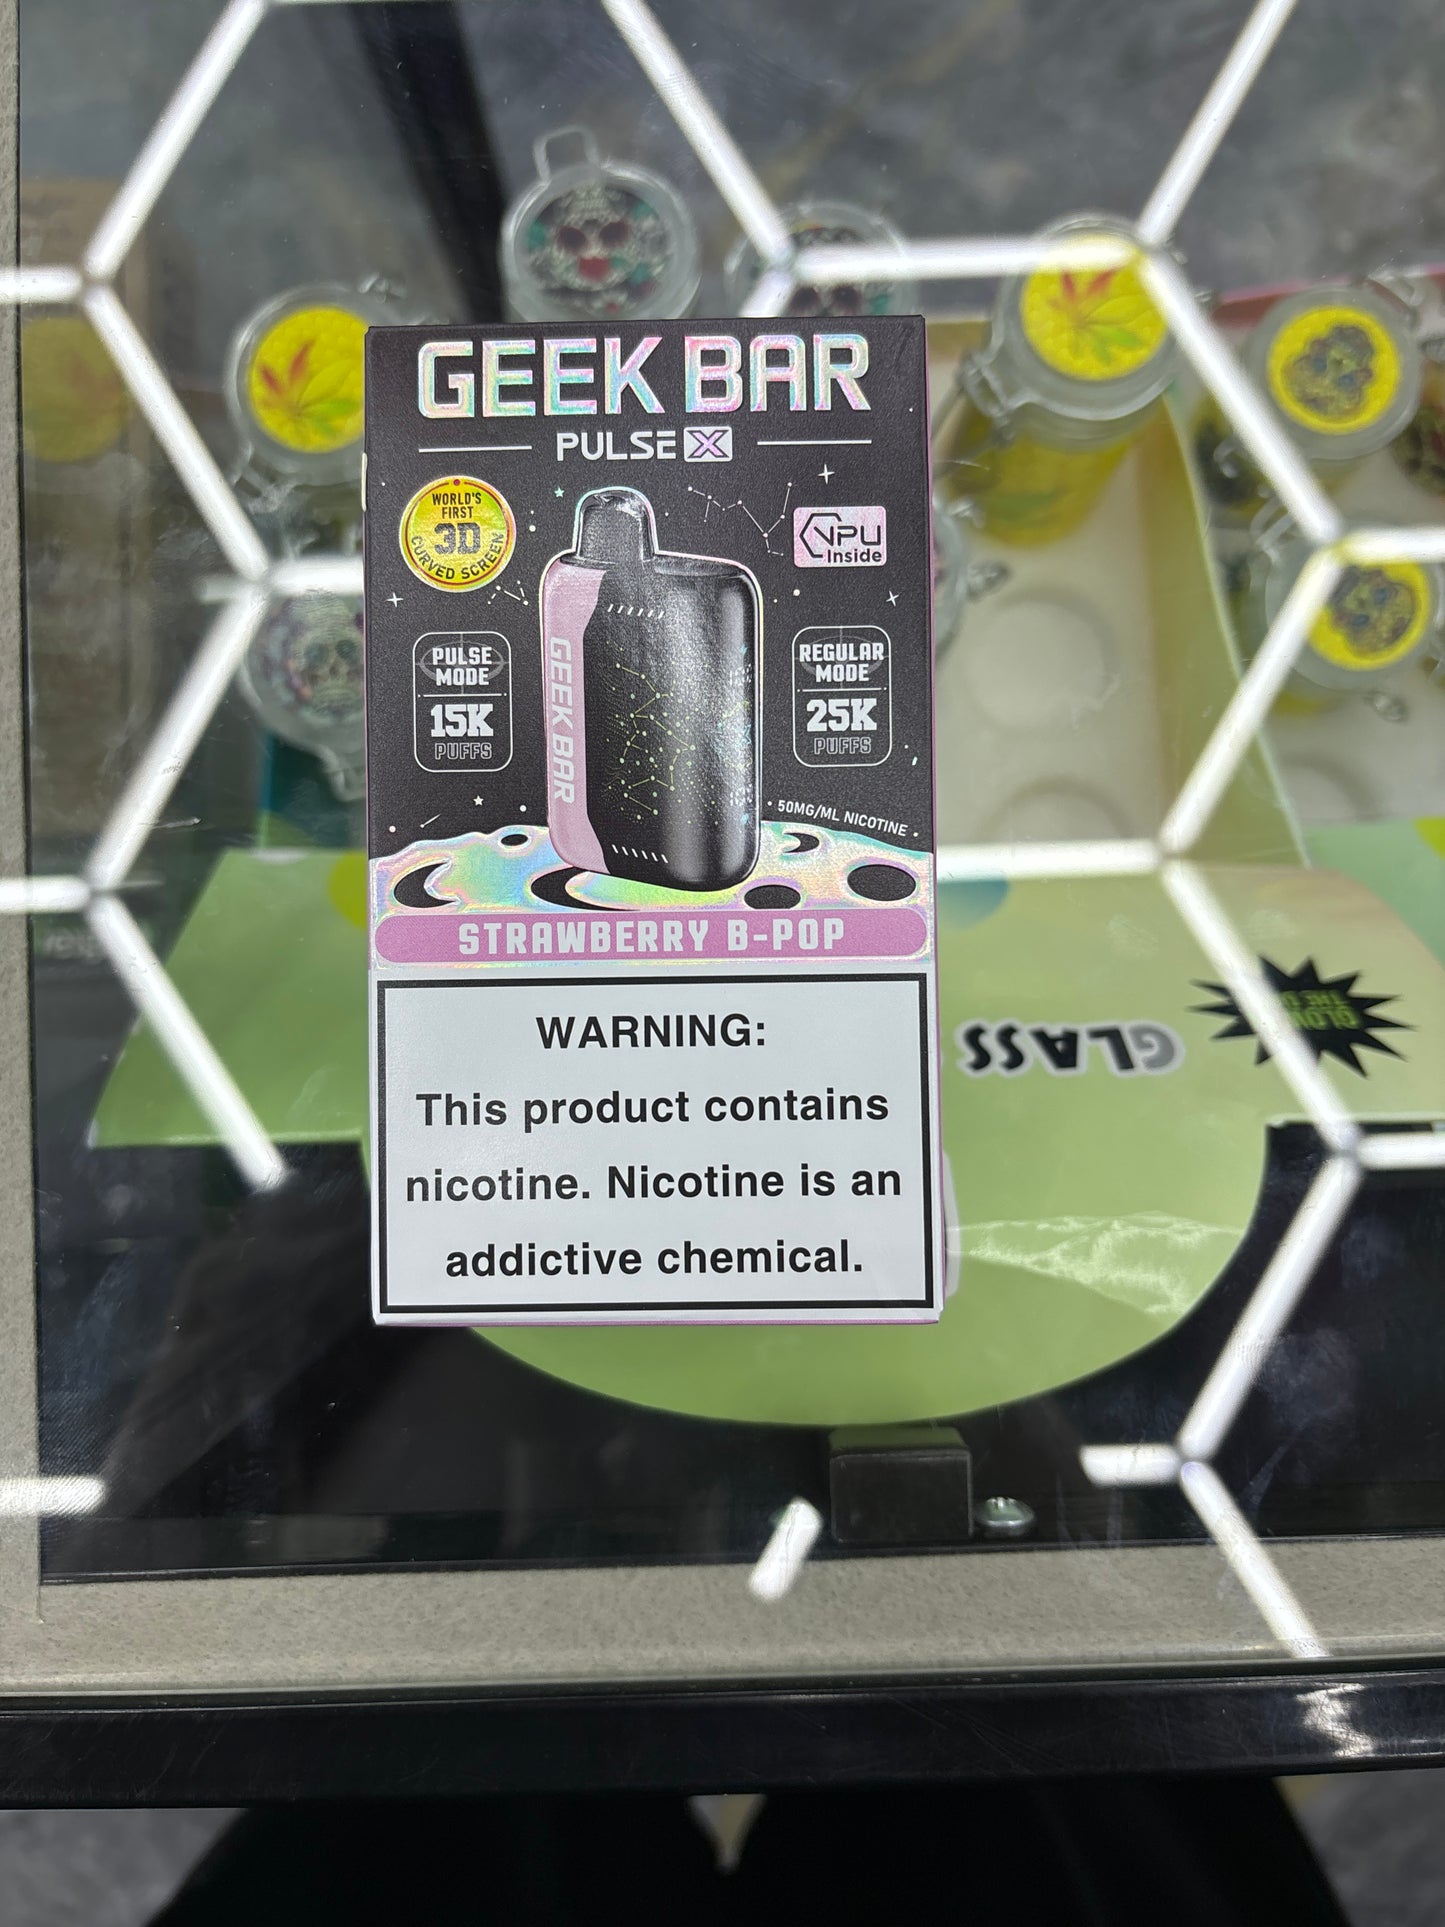 GEEK BAR
PULSE X
WORLD'S
FIRST
3D
CURVED SCREEN
VPU
Inside
PULSE
MODE
15K
PUFFS
GEEK BAR
REGULAR
MODE
25K
PUFFS
50MG/ML NICOTINE
STRAWBERRY B-POP
WARNING:
This product contains
nicotine. Nicotine is an
addictive chemical.
GLASS